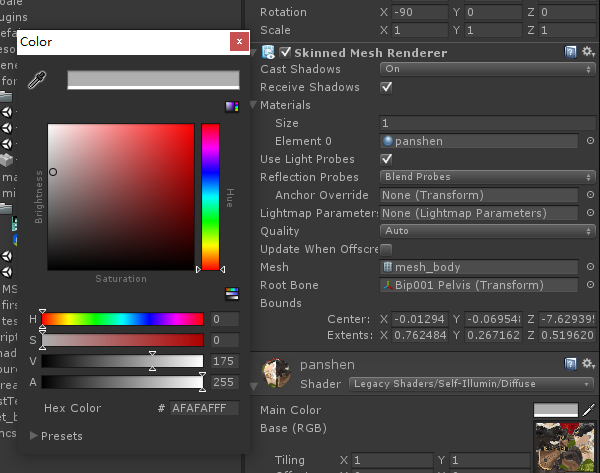 Rotation X -90 Y 0 Z 0
Scale X 1 Y 1 Z 1
Color x
Skinned Mesh Renderer
Cast Shadows On
Receive Shadows
Materials
Size 1
Element 0 panshen
Use Light Probes
Reflection Probes Blend Probes
Anchor Override None (Transform)
Lightmap Parameters None (Lightmap Parameters)
Quality Auto
Update When Offscre
Mesh mesh_body
Root Bone Bip001 Pelvis (Transform)
Bounds
Center: X -0.01294 Y -0.06954 Z -7.62939
Extents: X 0.762484 Y 0.267162 Z 0.519620
Brightness
Hue
Saturation
H 0
S 0
V 175
A 255
Hex Color # AFAFAFFF
Presets
panshen
Shader Legacy Shaders/Self-Illumin/Diffuse
Main Color
Base (RGB)
Tiling X 1 Y 1